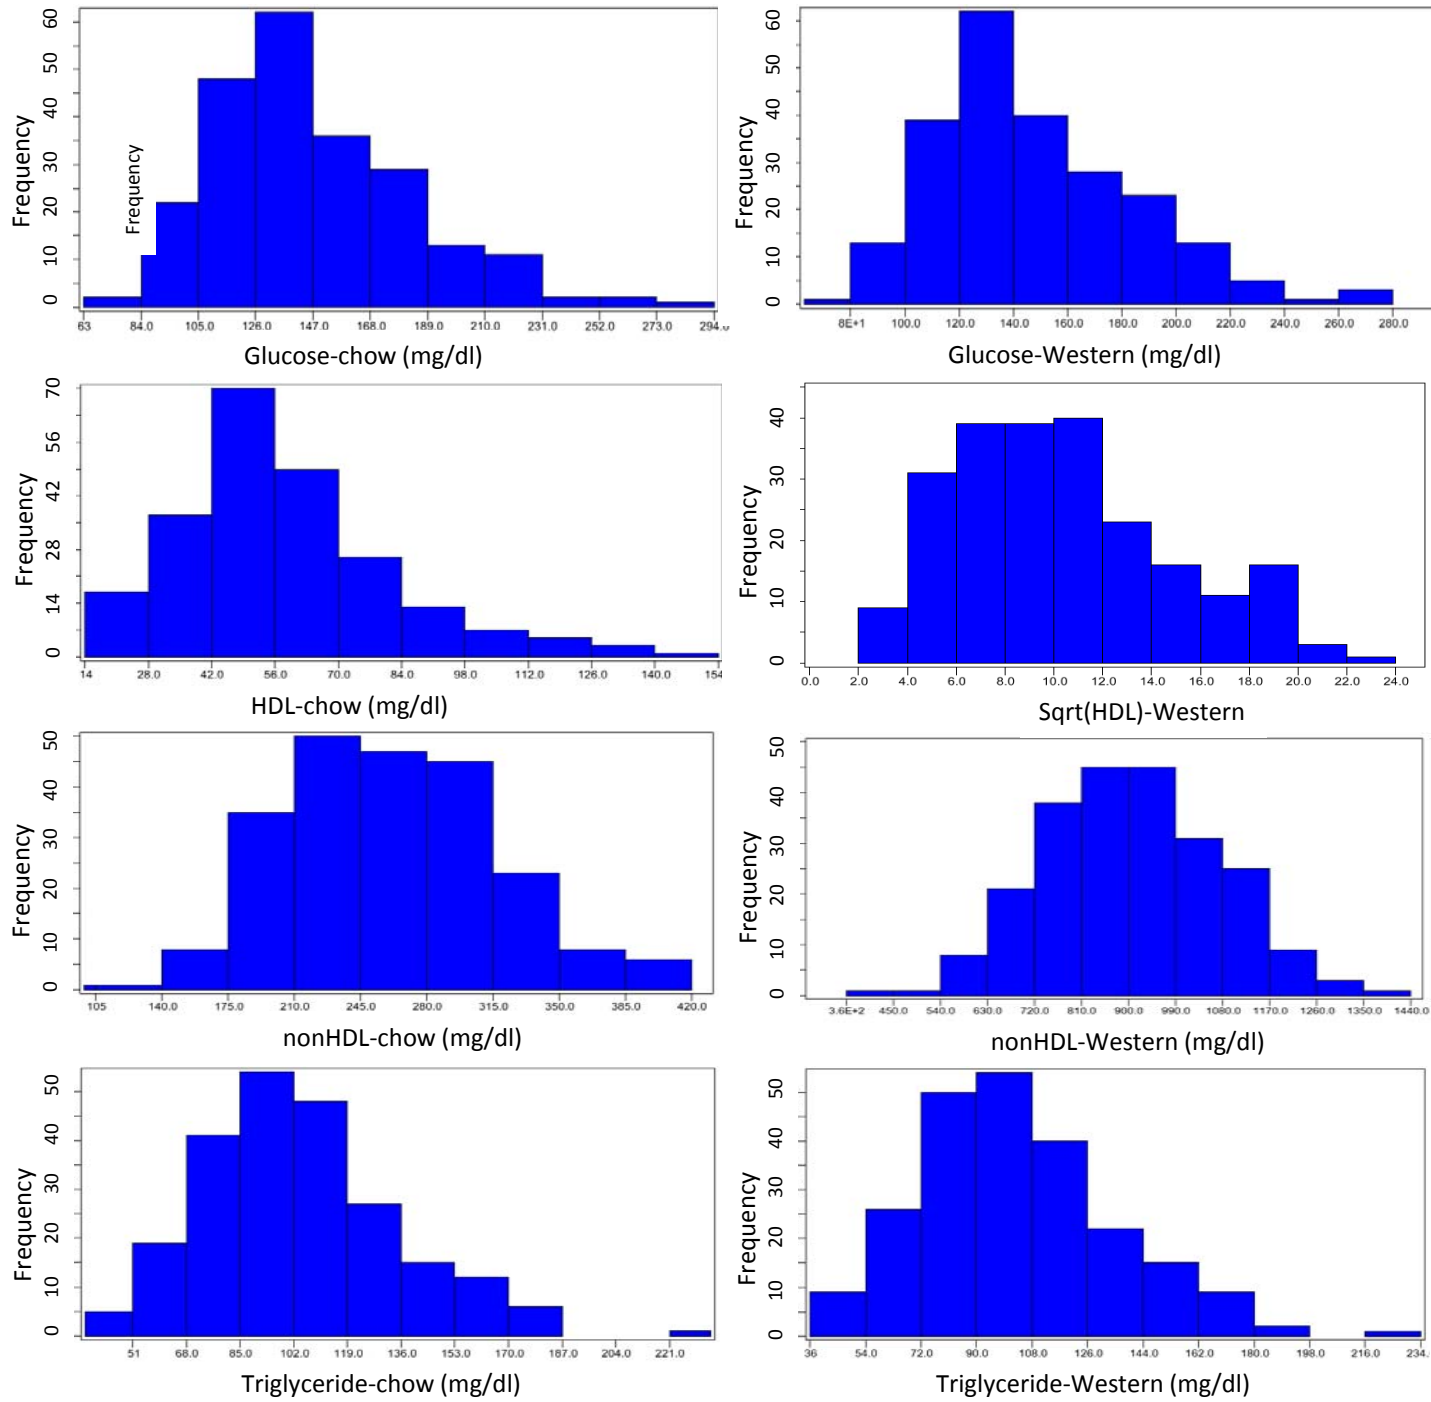 60
50
40
30
20
10
0
Frequency
Frequency
63 84.0 105.0 126.0 147.0 168.0 189.0 210.0 231.0 252.0 273.0 294.0
Glucose-chow (mg/dl)
60
50
40
30
20
10
0
Frequency
8E+1 100.0 120.0 140.0 160.0 180.0 200.0 220.0 240.0 260.0 280.0
Glucose-Western (mg/dl)
70
56
42
28
14
0
Frequency
14 28.0 42.0 56.0 70.0 84.0 98.0 112.0 126.0 140.0 154
HDL-chow (mg/dl)
40
30
20
10
0
Frequency
0.0 2.0 4.0 6.0 8.0 10.0 12.0 14.0 16.0 18.0 20.0 22.0 24.0
Sqrt(HDL)-Western
50
40
30
20
10
0
Frequency
105 140.0 175.0 210.0 245.0 280.0 315.0 350.0 385.0 420.0
nonHDL-chow (mg/dl)
50
40
30
20
10
0
Frequency
3.6E+2 450.0 540.0 630.0 720.0 810.0 900.0 990.0 1080.0 1170.0 1260.0 1350.0 1440.0
nonHDL-Western (mg/dl)
50
40
30
20
10
0
Frequency
51 68.0 85.0 102.0 119.0 136.0 153.0 170.0 187.0 204.0 221.0
Triglyceride-chow (mg/dl)
50
40
30
20
10
0
Frequency
36 54.0 72.0 90.0 108.0 126.0 144.0 162.0 180.0 198.0 216.0 234.
Triglyceride-Western (mg/dl)